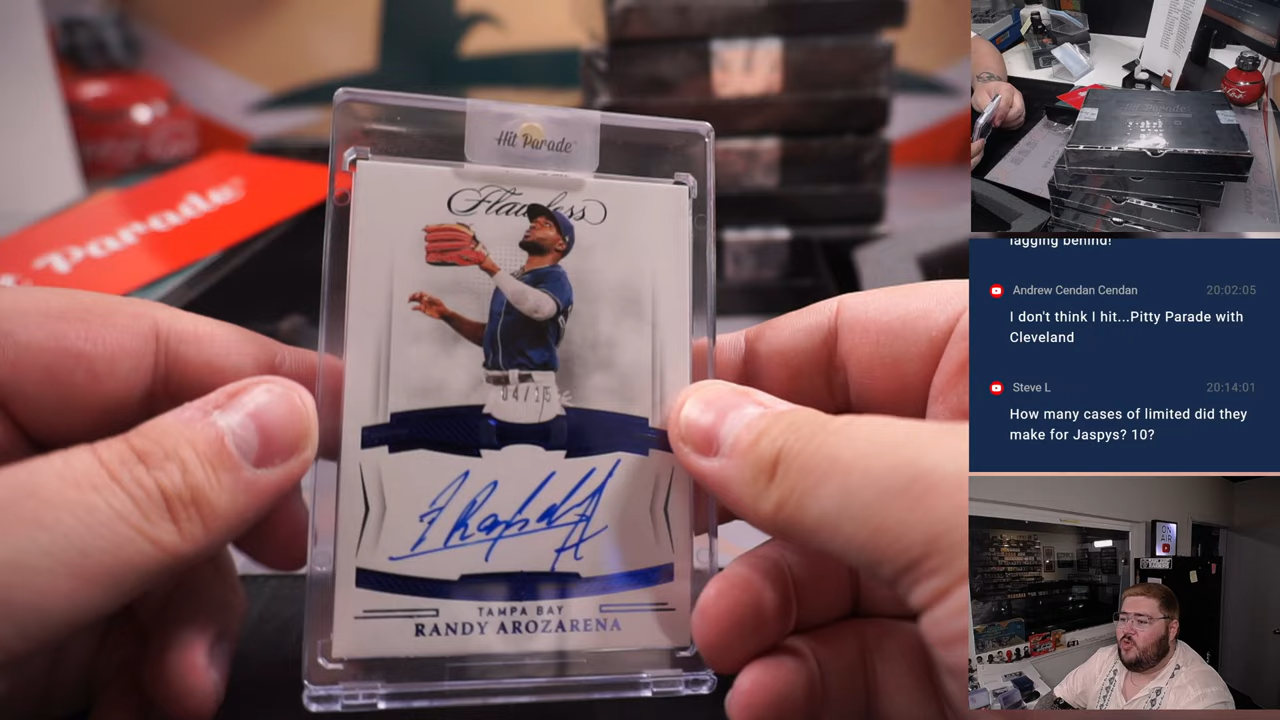 Hit Parade
Flawless
04/15
TAMPA BAY
RANDY AROZARENA
Parade
Hit Parade
lagging behind!
Andrew Cendan Cendan 20:02:05
I don't think I hit...Pitty Parade with
Cleveland
Steve L 20:14:01
How many cases of limited did they
make for Jaspys? 10?
ON
AIR